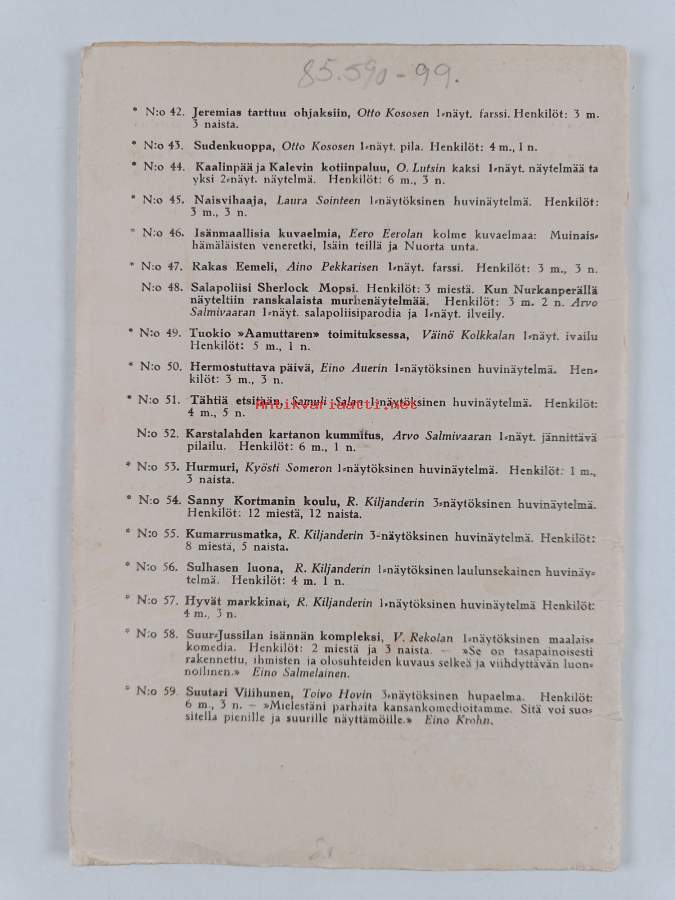 85.590-99.
* N:o 42. Jeremias tarttuu ohjaksiin, Otto Kososen 1=näyt. farssi. Henkilöt: 3 m.
3 naista.
* N:o 43. Sudenkuoppa, Otto Kososen 1=näyt. pila. Henkilöt: 4 m., 1 n.
* N:o 44. Kaalinpää ja Kalevin kotiinpaluu, O. Lutsin kaksi 1=näyt. näytelmää ta
yksi 2=näyt. näytelmä. Henkilöt: 6 m., 3 n.
* N:o 45. Naisvihaaja, Laura Sointeen 1=näytöksinen huvinäytelmä. Henkilöt:
3 m., 3 n.
* N:o 46. Isänmaallisia kuvaelmia, Eero Eerolan kolme kuvaelmaa: Muinais=
hämäläisten veneretki, Isäin teillä ja Nuorta unta.
* N:o 47. Rakas Eemeli, Aino Pekkarisen 1=näyt. farssi. Henkilöt: 3 m., 3 n.
N:o 48. Salapoliisi Sherlock Mopsi. Henkilöt: 3 miestä. Kun Nurkanperällä
näyteltiin ranskalaista murhenäytelmää. Henkilöt: 3 m. 2 n. Arvo
Salmivaaran 1=näyt. salapoliisiparodia ja 1=näyt. ilveily.
* N:o 49. Tuokio »Aamuttaren» toimituksessa, Väinö Kolkkalan 1=näyt. ivailu
Henkilöt: 5 m., 1 n.
* N:o 50. Hermostuttava päivä, Eino Auerin 1=näytöksinen huvinäytelmä. Hen=
kilöt: 3 m., 3 n.
* N:o 51. Tähtiä etsitään, Samuli Salan 1=näytöksinen huvinäytelmä. Henkilöt:
Antikvariaatti.net
4 m., 5 n.
N:o 52. Karstalahden kartanon kummitus, Arvo Salmivaaran 1=näyt. jännittävä
pilailu. Henkilöt: 6 m., 1 n.
* N:o 53. Hurmuri, Kyösti Someron 1=näytöksinen huvinäytelmä. Henkilöt: 1 m.,
3 naista.
* N:o 54. Sanny Kortmanin koulu, R. Kiljanderin 3=näytöksinen huvinäytelmä.
Henkilöt: 12 miestä, 12 naista.
* N:o 55. Kumarrusmatka, R. Kiljanderin 3=näytöksinen huvinäytelmä. Henkilöt:
8 miestä, 5 naista.
* N:o 56. Sulhasen luona, R. Kiljanderin 1=näytöksinen laulunsekainen huvinäy=
telmä. Henkilöt: 4 m. 1 n.
* N:o 57. Hyvät markkinat, R. Kiljanderin 1=näytöksinen huvinäytelmä Henkilöt:
4 m., 3 n.
* N:o 58. Suur=Jussilan isännän kompleksi, V. Rekolan 1=näytöksinen maalais=
komedia. Henkilöt: 2 miestä ja 3 naista. — »Se on tasapainoisesti
rakennettu, ihmisten ja olosuhteiden kuvaus selkeä ja viihdyttävän luon=
noilinen.» Eino Salmelainen.
* N:o 59. Suutari Viiihunen, Toivo Hovin 3=näytöksinen hupaelma. Henkilöt:
6 m., 3 n. — »Mielestäni parhaita kansankomedioitamme. Sitä voi suo=
sitella pienille ja suurille näyttämöille.» Eino Krohn.